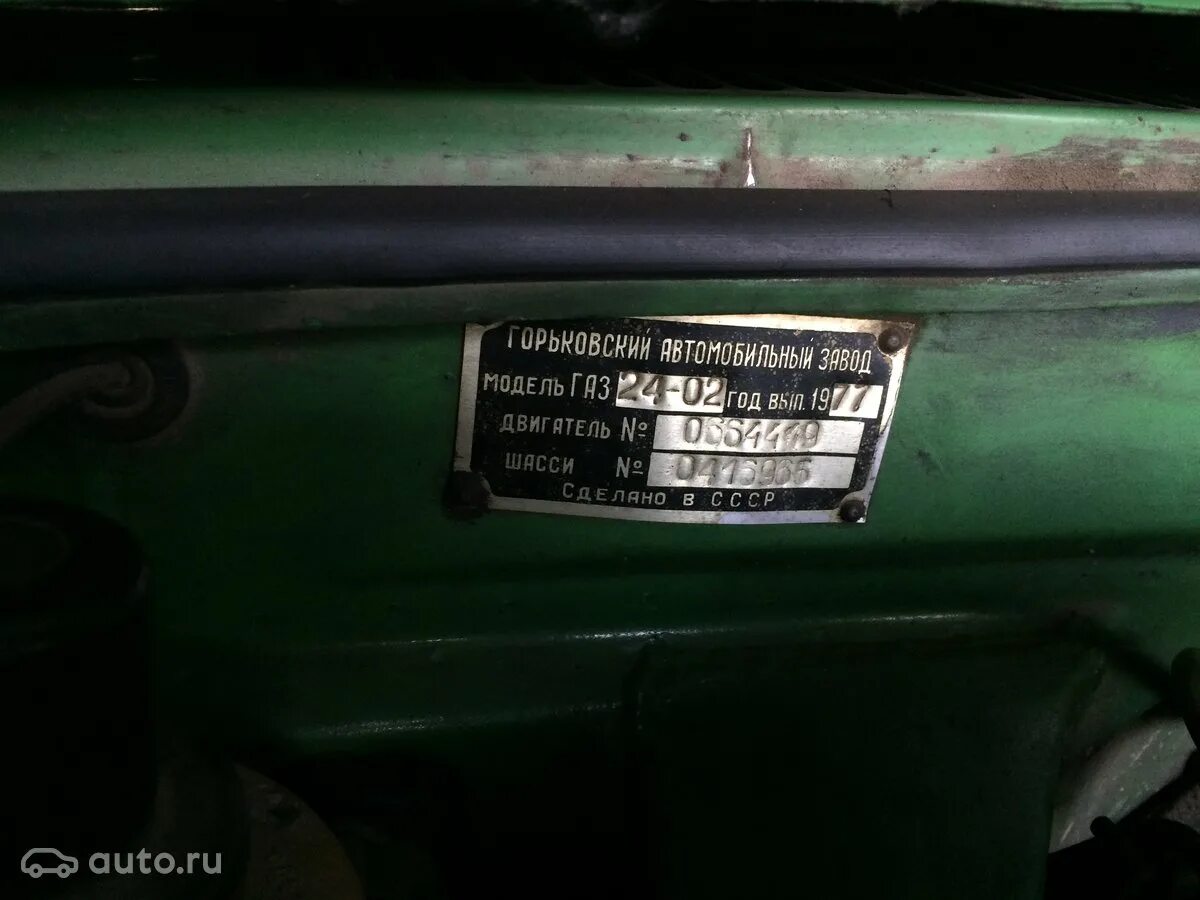 ГОРЬКОВСКИЙ АВТОМОБИЛЬНЫЙ ЗАВОД
МОДЕЛЬ ГАЗ 24-02 ГОД ВЫП. 1977
ДВИГАТЕЛЬ №
ШАССИ №
СДЕЛАНО В СССР
auto.ru